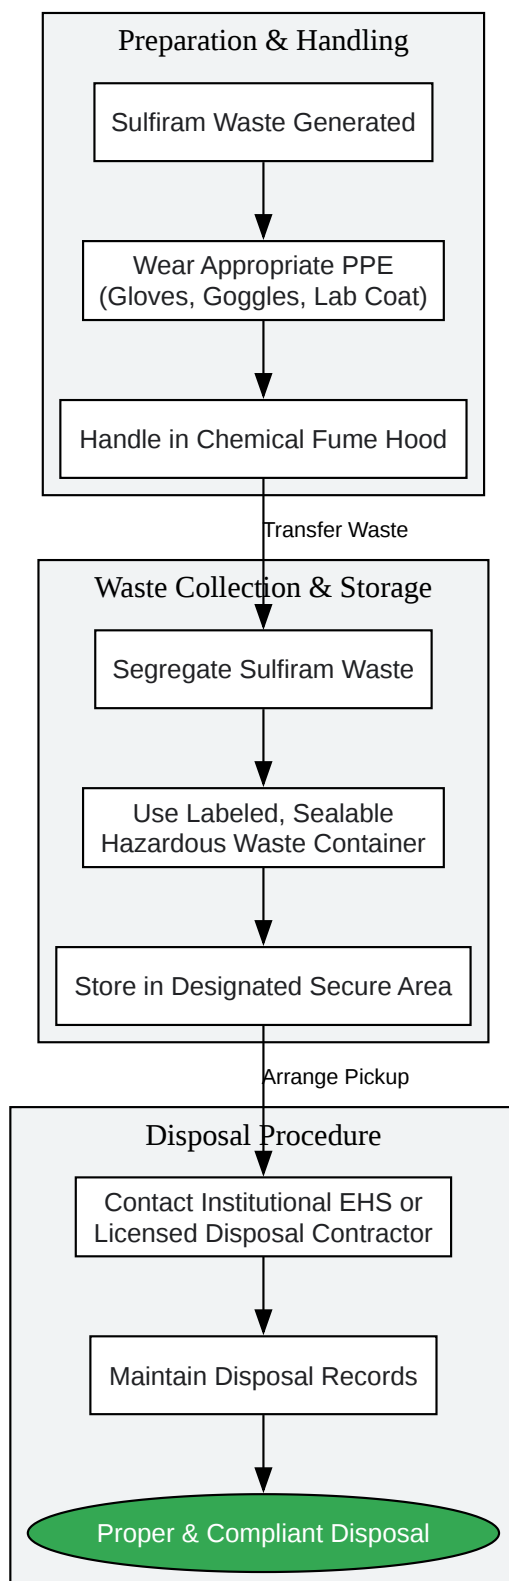 Preparation & Handling
Sulfiram Waste Generated
Wear Appropriate PPE
(Gloves, Goggles, Lab Coat)
Handle in Chemical Fume Hood
Transfer Waste
Waste Collection & Storage
Segregate Sulfiram Waste
Use Labeled, Sealable
Hazardous Waste Container
Store in Designated Secure Area
Arrange Pickup
Disposal Procedure
Contact Institutional EHS or
Licensed Disposal Contractor
Maintain Disposal Records
Proper & Compliant Disposal